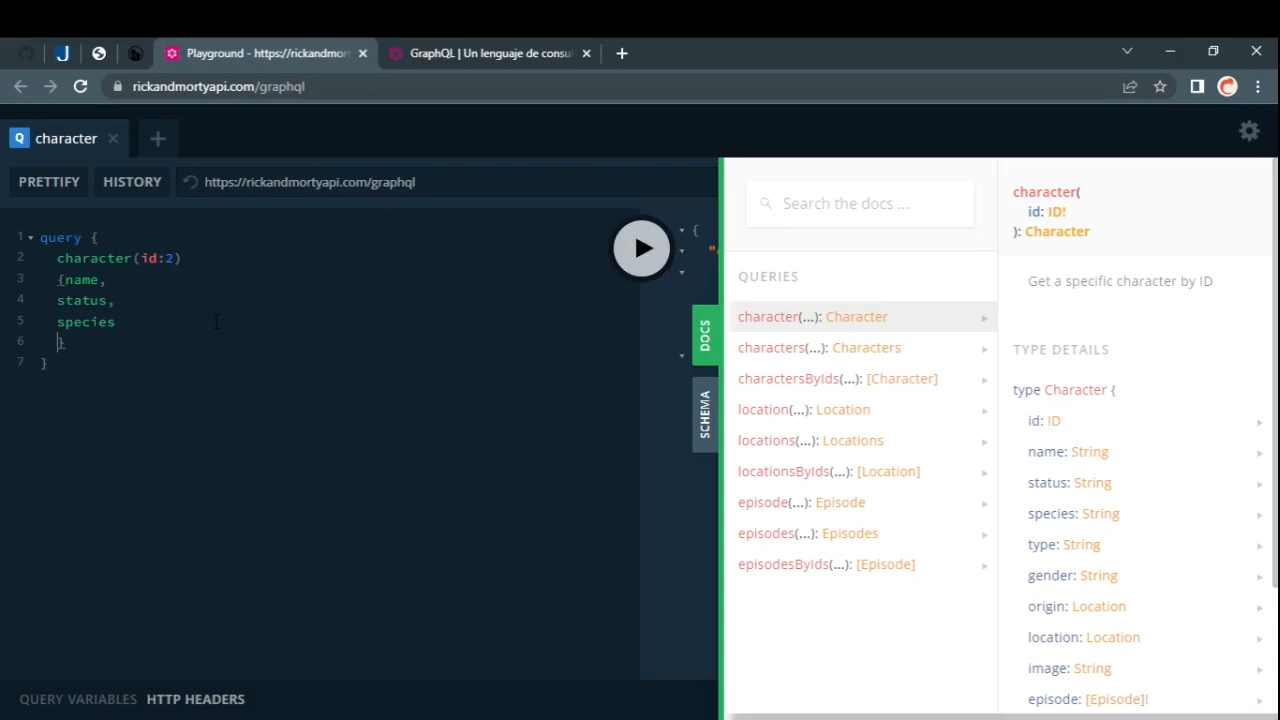 Playground - https://rickandmort
GraphQL | Un lenguaje de consul
rickandmortyapi.com/graphql
Q character
PRETTIFY HISTORY https://rickandmortyapi.com/graphql
1 query {
2 character(id:2)
3 {name,
4 status,
5 species
6 }
7 }
{
"
DOCS
SCHEMA
QUERY VARIABLES HTTP HEADERS
Search the docs ...
QUERIES
character(...): Character
characters(...): Characters
charactersByIds(...): [Character]
location(...): Location
locations(...): Locations
locationsByIds(...): [Location]
episode(...): Episode
episodes(...): Episodes
episodesByIds(...): [Episode]
character(
id: ID!
): Character
Get a specific character by ID
TYPE DETAILS
type Character {
id: ID
name: String
status: String
species: String
type: String
gender: String
origin: Location
location: Location
image: String
episode: [Episode]!